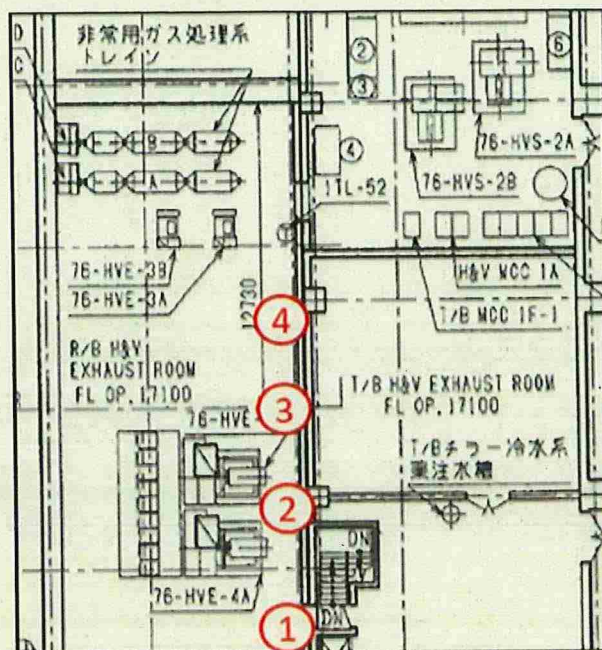 D
C
非常用ガス処理系
トレイン
B
A
②
③
④
⑥
76-HVS-2A
76-HVS-2B
1TL-52
76-HVE-3B
76-HVE-3A
12730
H&V MCC 1A
T/B MCC 1F-1
④
R/B H&V
EXHAUST ROOM
FL OP.17100
T/B H&V EXHAUST ROOM
FL OP.17100
76-HVE-
③
T/Bチラー冷水系
薬注水槽
②
DN
76-HVE-4A
①
DN